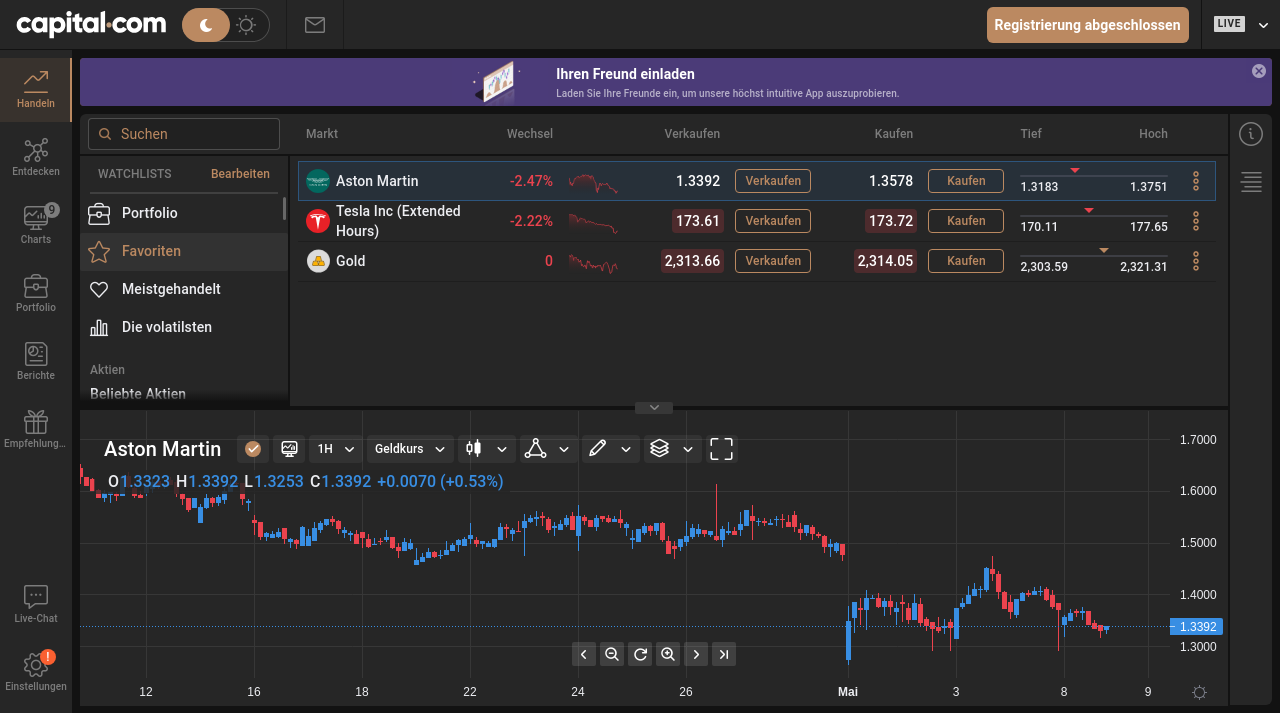 capital.com
Registrierung abgeschlossen
LIVE
Handeln
Entdecken
9
Charts
Portfolio
Berichte
Empfehlung...
Live-Chat
!
Einstellungen
Ihren Freund einladen
Laden Sie Ihre Freunde ein, um unsere höchst intuitive App auszuprobieren.
Suchen
WATCHLISTS Bearbeiten
Portfolio
Favoriten
Meistgehandelt
Die volatilsten
Aktien
Beliebte Aktien
Markt Wechsel Verkaufen Kaufen Tief Hoch
Aston Martin -2.47% 1.3392 Verkaufen 1.3578 Kaufen 1.3183 1.3751
Tesla Inc (Extended
Hours) -2.22% 173.61 Verkaufen 173.72 Kaufen 170.11 177.65
Gold 0 2,313.66 Verkaufen 2,314.05 Kaufen 2,303.59 2,321.31
Aston Martin 1H Geldkurs
O1.3323 H1.3392 L1.3253 C1.3392 +0.0070 (+0.53%)
1.7000
1.6000
1.5000
1.4000
1.3392
1.3000
12 16 18 22 24 26 Mai 3 8 9